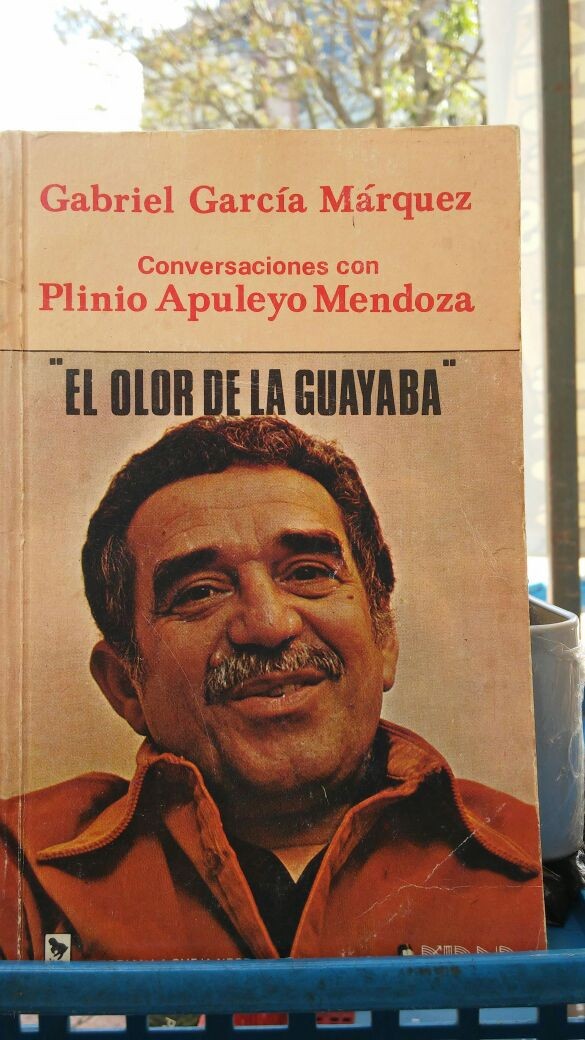 Gabriel García Márquez
Conversaciones con
Plinio Apuleyo Mendoza
"EL OLOR DE LA GUAYABA"